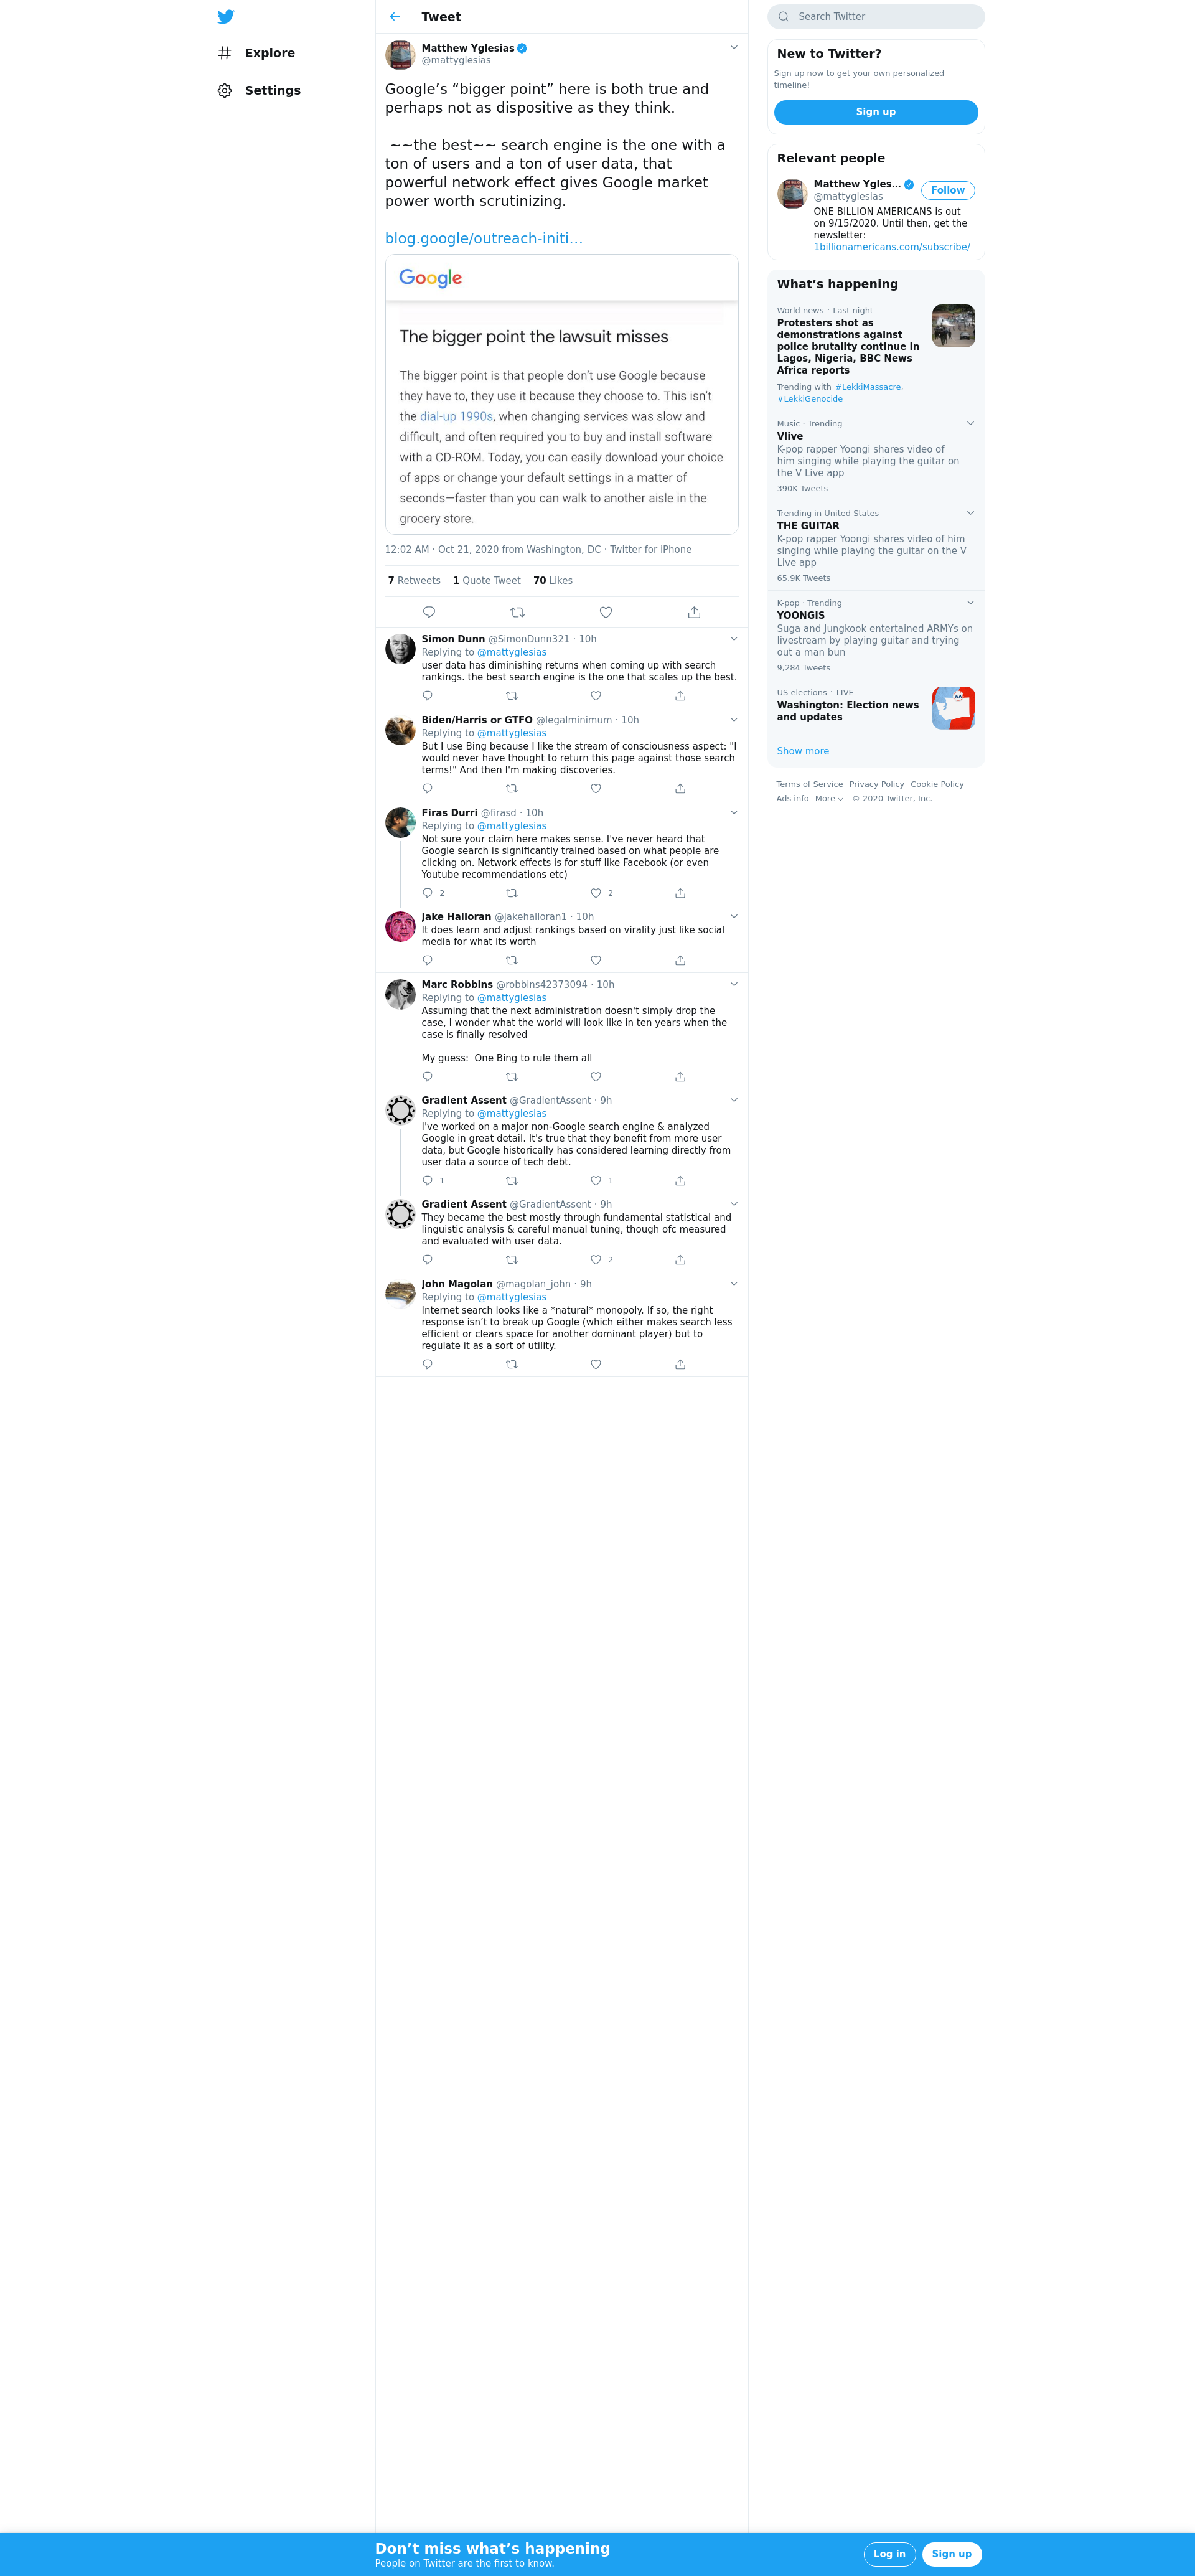 Explore
Settings
Tweet
Matthew Yglesias
@mattyglesias
Google’s “bigger point” here is both true and
perhaps not as dispositive as they think.
~~the best~~ search engine is the one with a
ton of users and a ton of user data, that
powerful network effect gives Google market
power worth scrutinizing.
blog.google/outreach-initi…
Google
The bigger point the lawsuit misses
The bigger point is that people don’t use Google because
they have to, they use it because they choose to. This isn’t
the dial-up 1990s, when changing services was slow and
difficult, and often required you to buy and install software
with a CD-ROM. Today, you can easily download your choice
of apps or change your default settings in a matter of
seconds—faster than you can walk to another aisle in the
grocery store.
12:02 AM · Oct 21, 2020 from Washington, DC · Twitter for iPhone
7 Retweets 1 Quote Tweet 70 Likes
Simon Dunn @SimonDunn321 · 10h
Replying to @mattyglesias
user data has diminishing returns when coming up with search
rankings. the best search engine is the one that scales up the best.
Biden/Harris or GTFO @legalminimum · 10h
Replying to @mattyglesias
But I use Bing because I like the stream of consciousness aspect: "I
would never have thought to return this page against those search
terms!" And then I'm making discoveries.
Firas Durri @firasd · 10h
Replying to @mattyglesias
Not sure your claim here makes sense. I've never heard that
Google search is significantly trained based on what people are
clicking on. Network effects is for stuff like Facebook (or even
Youtube recommendations etc)
2 2
Jake Halloran @jakehalloran1 · 10h
It does learn and adjust rankings based on virality just like social
media for what its worth
Marc Robbins @robbins42373094 · 10h
Replying to @mattyglesias
Assuming that the next administration doesn't simply drop the
case, I wonder what the world will look like in ten years when the
case is finally resolved
My guess: One Bing to rule them all
Gradient Assent @GradientAssent · 9h
Replying to @mattyglesias
I've worked on a major non-Google search engine & analyzed
Google in great detail. It's true that they benefit from more user
data, but Google historically has considered learning directly from
user data a source of tech debt.
1 1
Gradient Assent @GradientAssent · 9h
They became the best mostly through fundamental statistical and
linguistic analysis & careful manual tuning, though ofc measured
and evaluated with user data.
2
John Magolan @magolan_john · 9h
Replying to @mattyglesias
Internet search looks like a *natural* monopoly. If so, the right
response isn’t to break up Google (which either makes search less
efficient or clears space for another dominant player) but to
regulate it as a sort of utility.
Search Twitter
New to Twitter?
Sign up now to get your own personalized
timeline!
Sign up
Relevant people
Matthew Ygles…
@mattyglesias
Follow
ONE BILLION AMERICANS is out
on 9/15/2020. Until then, get the
newsletter:
1billionamericans.com/subscribe/
What’s happening
World news · Last night
Protesters shot as
demonstrations against
police brutality continue in
Lagos, Nigeria, BBC News
Africa reports
Trending with #LekkiMassacre,
#LekkiGenocide
Music · Trending
Vlive
K-pop rapper Yoongi shares video of
him singing while playing the guitar on
the V Live app
390K Tweets
Trending in United States
THE GUITAR
K-pop rapper Yoongi shares video of him
singing while playing the guitar on the V
Live app
65.9K Tweets
K-pop · Trending
YOONGIS
Suga and Jungkook entertained ARMYs on
livestream by playing guitar and trying
out a man bun
9,284 Tweets
US elections · LIVE
Washington: Election news
and updates
WA
Show more
Terms of Service Privacy Policy Cookie Policy
Ads info More © 2020 Twitter, Inc.
Don’t miss what’s happening
People on Twitter are the first to know.
Log in
Sign up